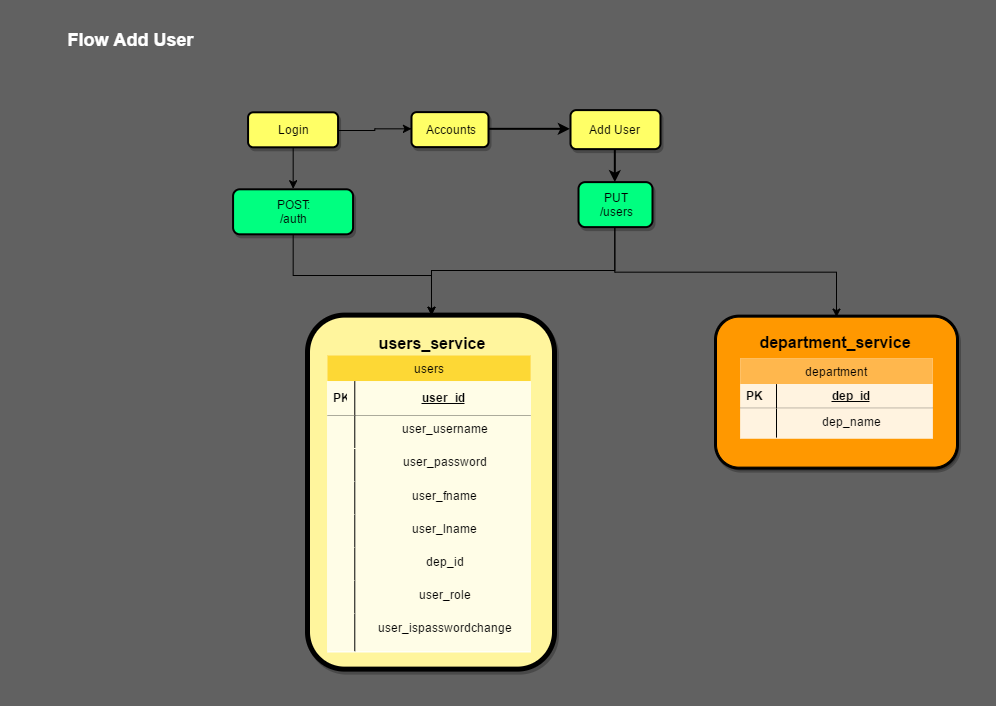 Flow Add User
Login
Accounts
Add User
POST:
/auth
PUT
/users
users_service
users
PK user_id
user_username
user_password
user_fname
user_lname
dep_id
user_role
user_ispasswordchange
department_service
department
PK dep_id
dep_name